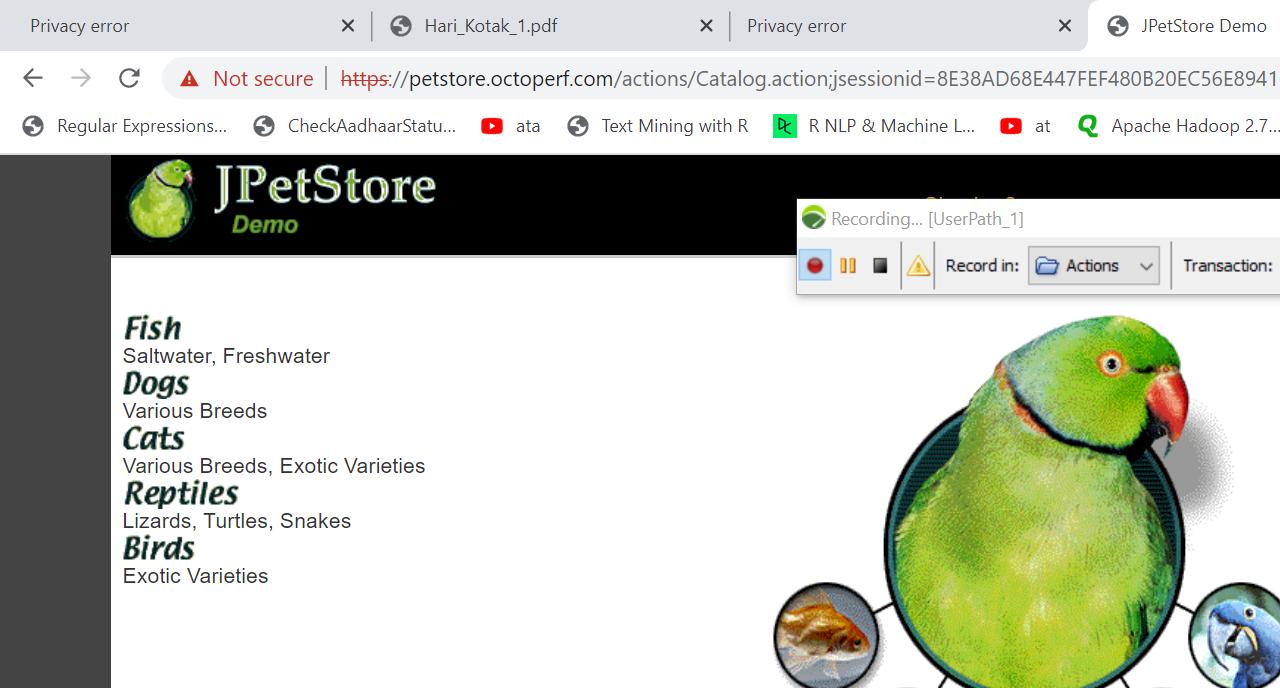 Privacy error
Hari_Kotak_1.pdf
Privacy error
JPetStore Demo
Not secure
https://petstore.octoperf.com/actions/Catalog.action;jsessionid=8E38AD68E447FEF480B20EC56E8941
Regular Expressions...
CheckAadhaarStatu...
ata
Text Mining with R
DC
R NLP & Machine L...
at
Apache Hadoop 2.7...
JPetStore
Demo
Recording... [UserPath_1]
Record in:
Actions
Transaction:
Fish
Saltwater, Freshwater
Dogs
Various Breeds
Cats
Various Breeds, Exotic Varieties
Reptiles
Lizards, Turtles, Snakes
Birds
Exotic Varieties